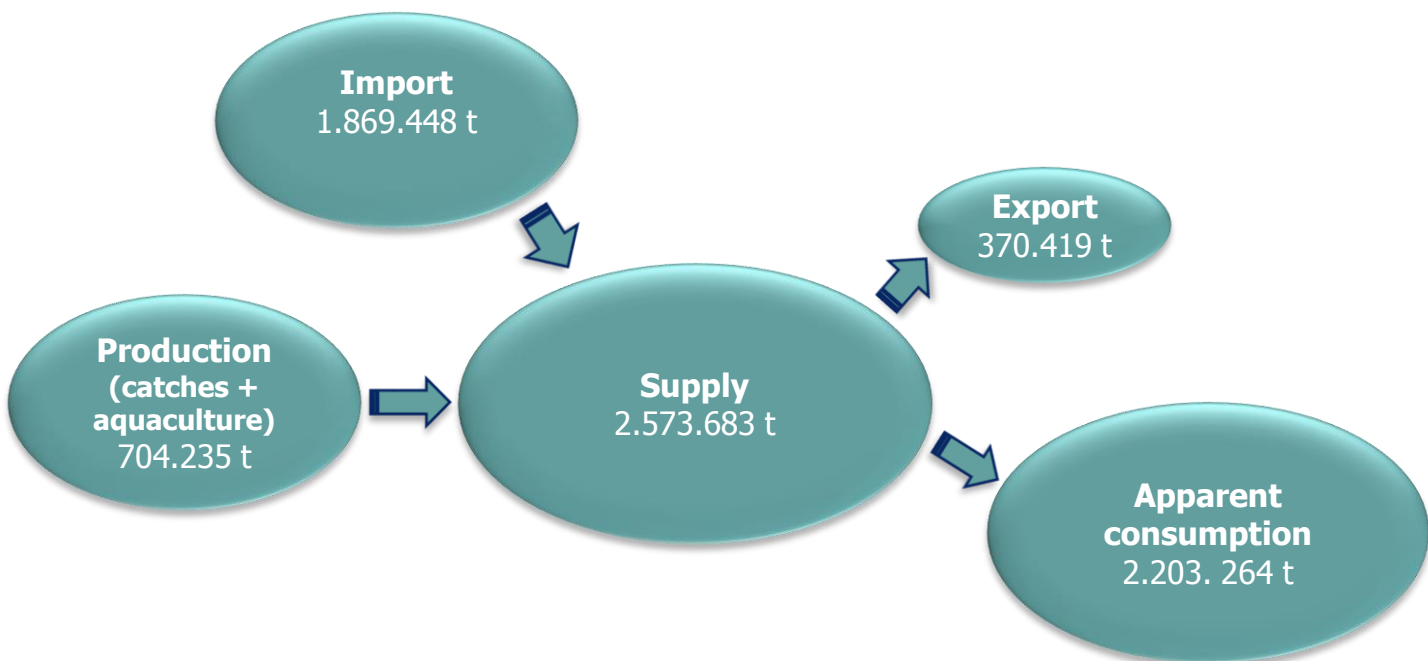 Import
1.869.448 t
Export
370.419 t
Production
(catches +
aquaculture)
704.235 t
Supply
2.573.683 t
Apparent
consumption
2.203. 264 t